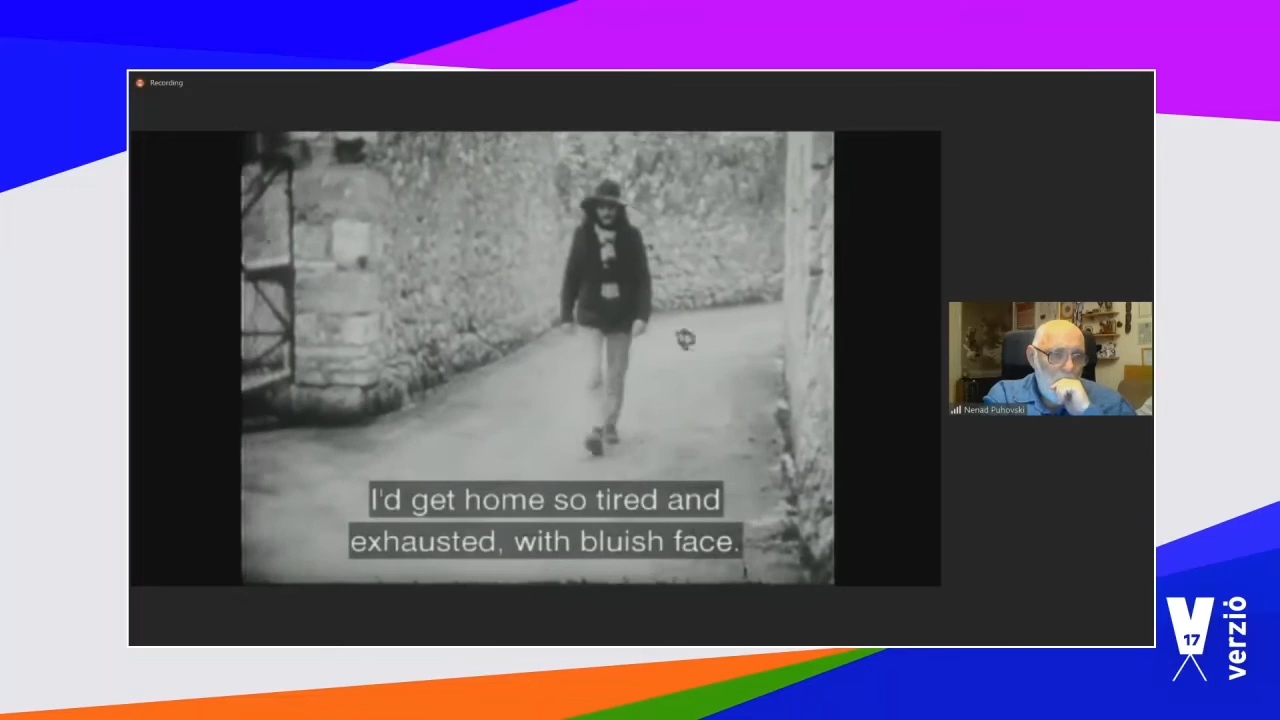 Recording
I'd get home so tired and
exhausted, with bluish face.
Nenad Puhovski
17
verzió